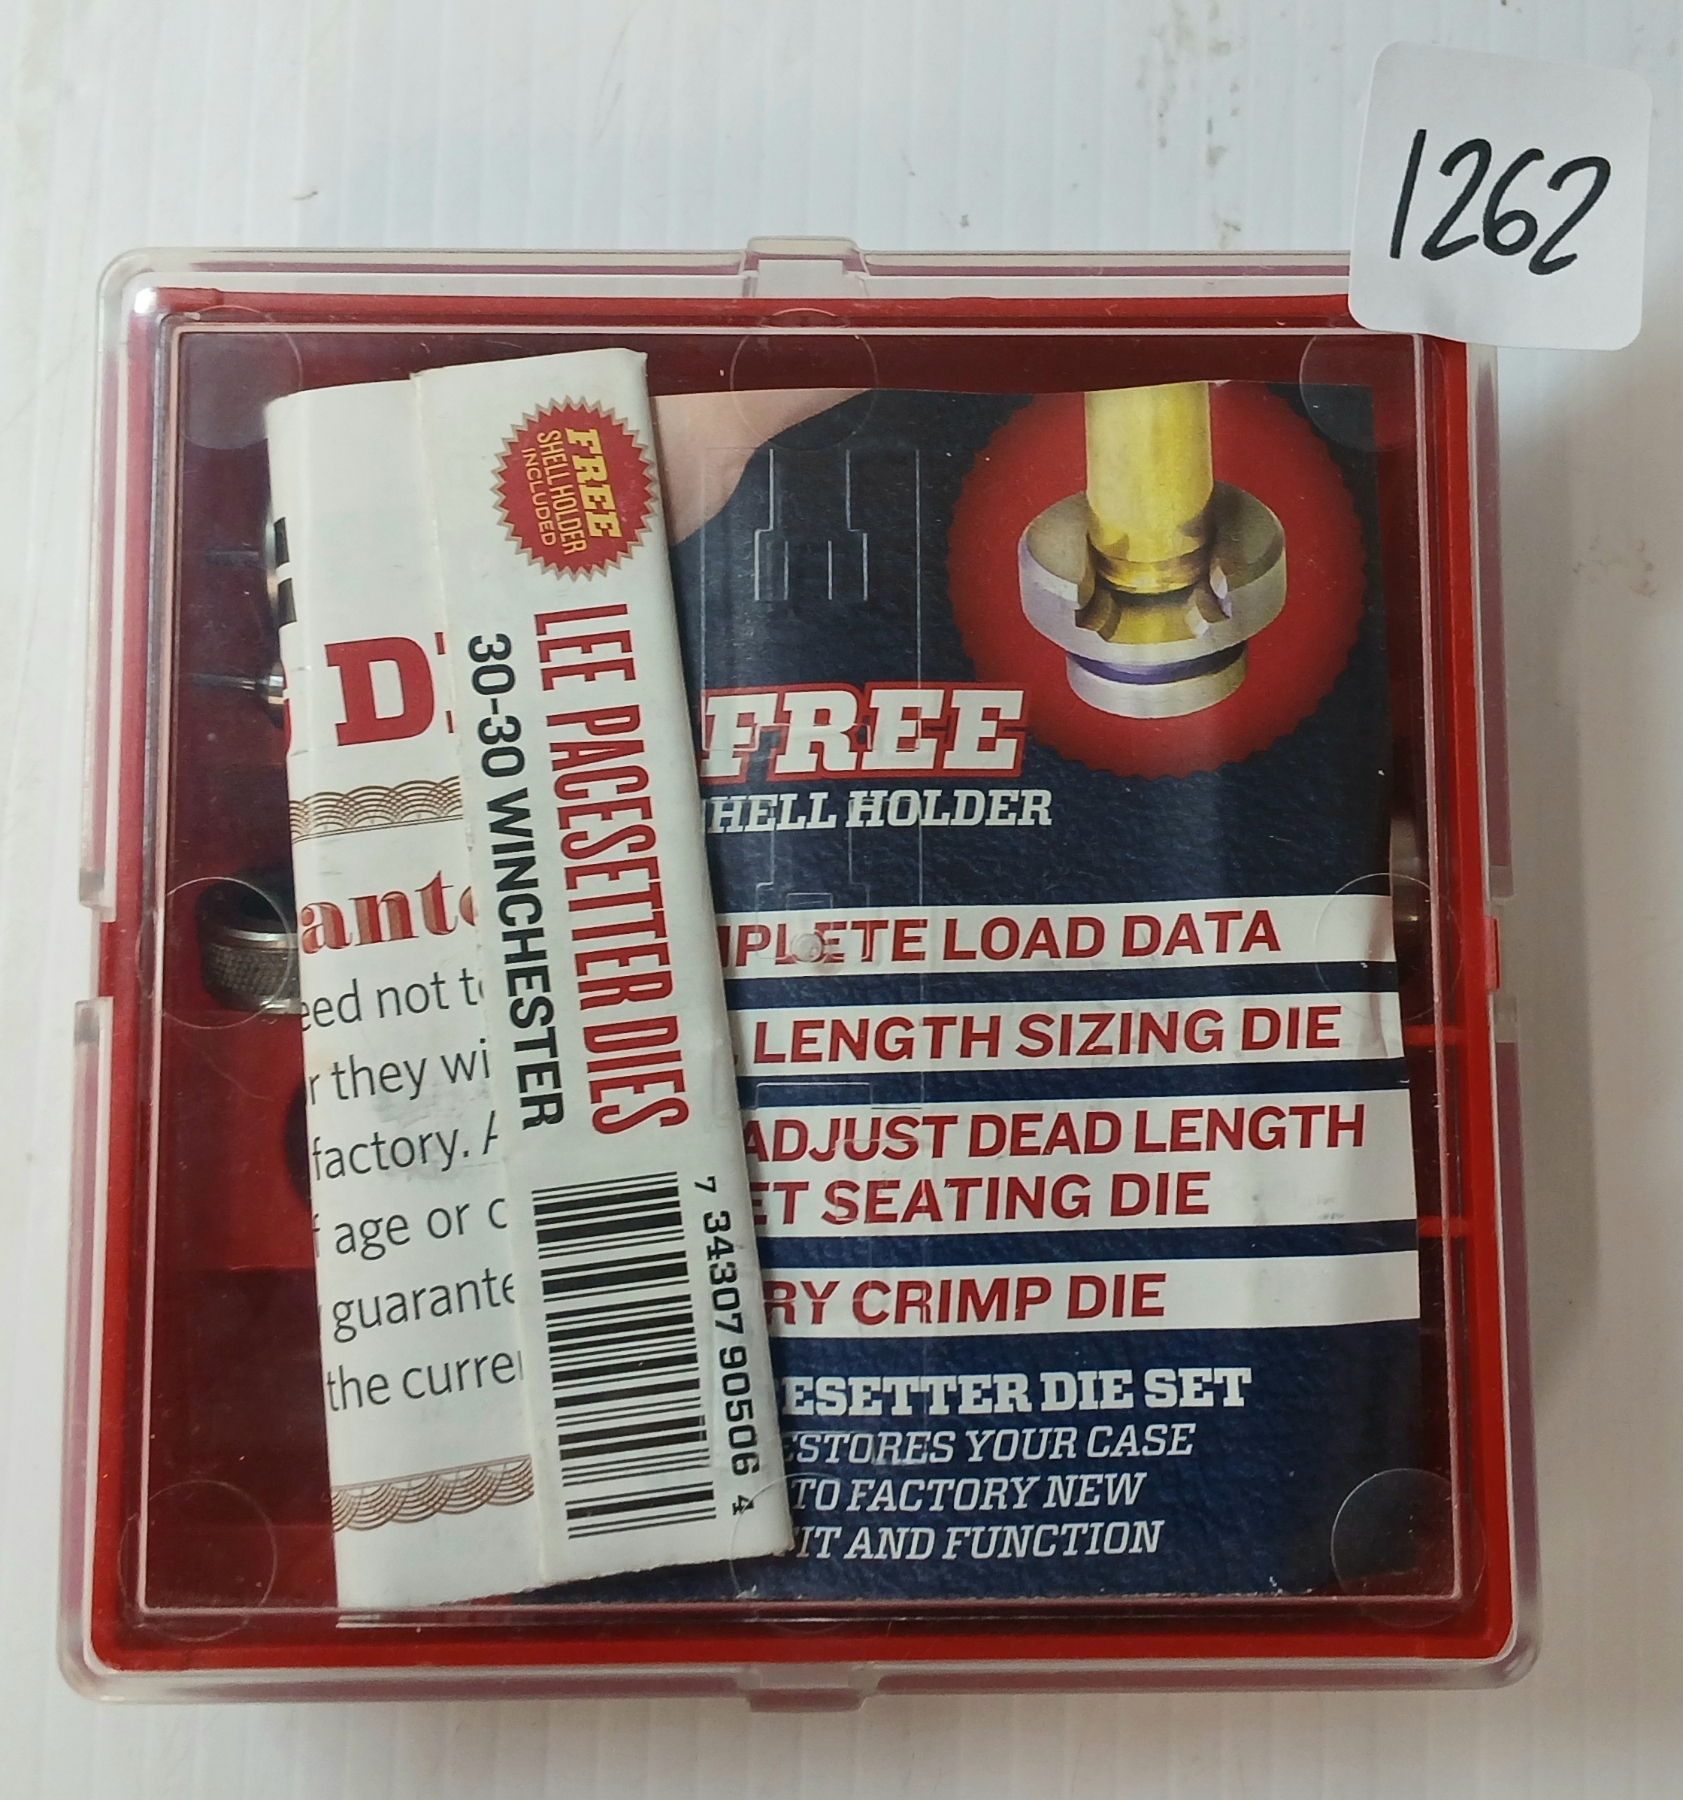 1262
FREE
SHELL HOLDER
INCLUDED
LEE PACESETTER DIES
30-30 WINCHESTER
7 34307 90506 4
D
ante
eed not t
r they wi
factory. A
f age or c
guarante
the curre
FREE
HELL HOLDER
MPLETE LOAD DATA
LENGTH SIZING DIE
ADJUST DEAD LENGTH
ET SEATING DIE
RY CRIMP DIE
ESETTER DIE SET
ESTORES YOUR CASE
TO FACTORY NEW
FIT AND FUNCTION